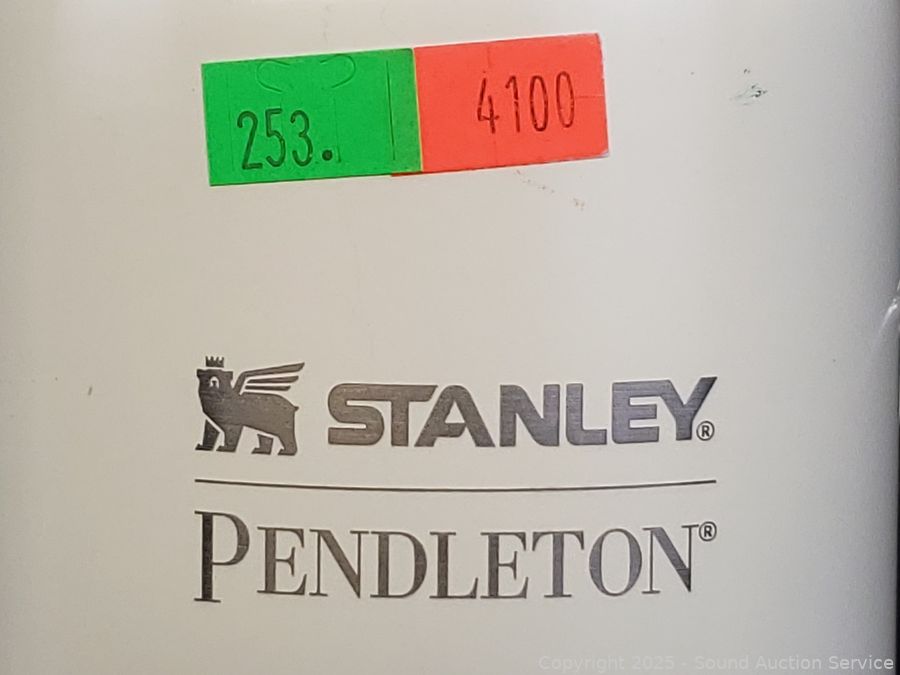 253. 4100
STANLEY®
PENDLETON®
Copyright 2025 - Sound Auction Service